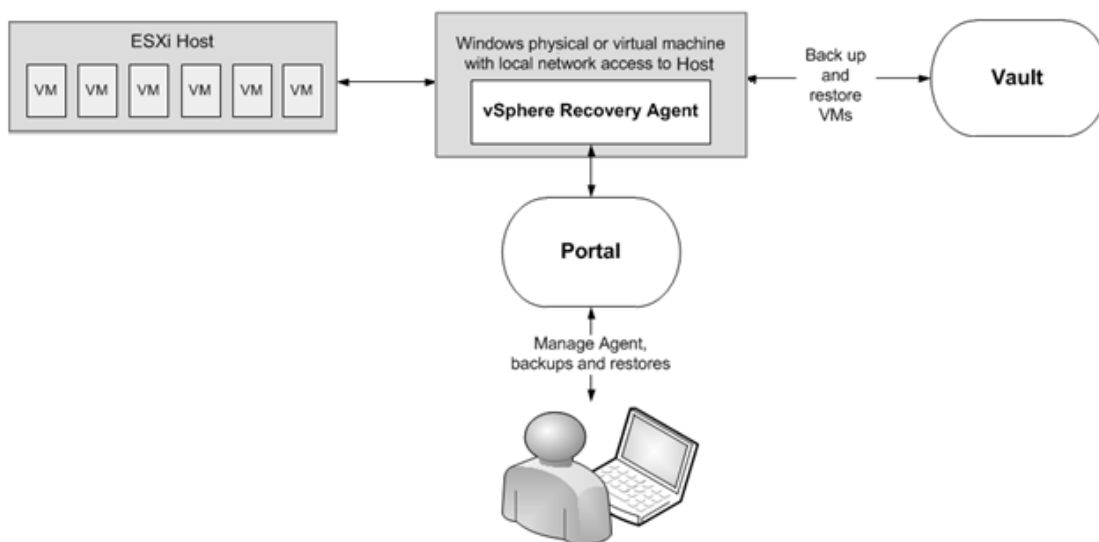 ESXi Host
VM VM VM VM VM VM
Windows physical or virtual machine
with local network access to Host
vSphere Recovery Agent
Back up
and
restore
VMs
Vault
Portal
Manage Agent,
backups and restores